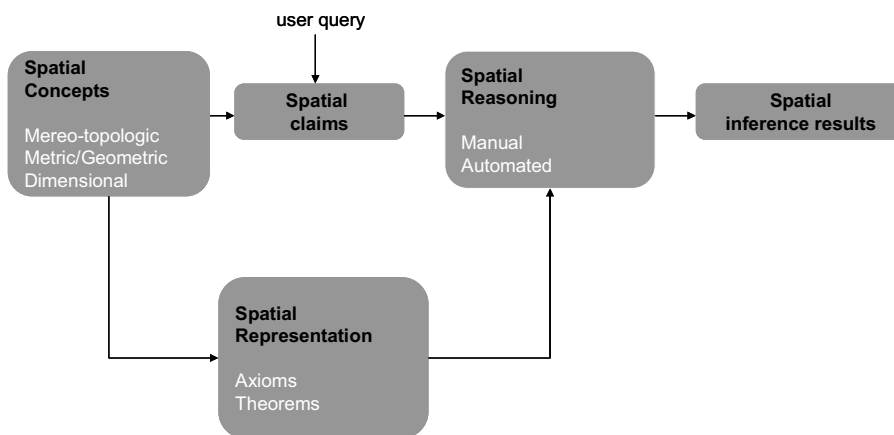 user query
Spatial
Concepts
Mereo-topologic
Metric/Geometric
Dimensional
Spatial
claims
Spatial
Reasoning
Manual
Automated
Spatial
inference results
Spatial
Representation
Axioms
Theorems